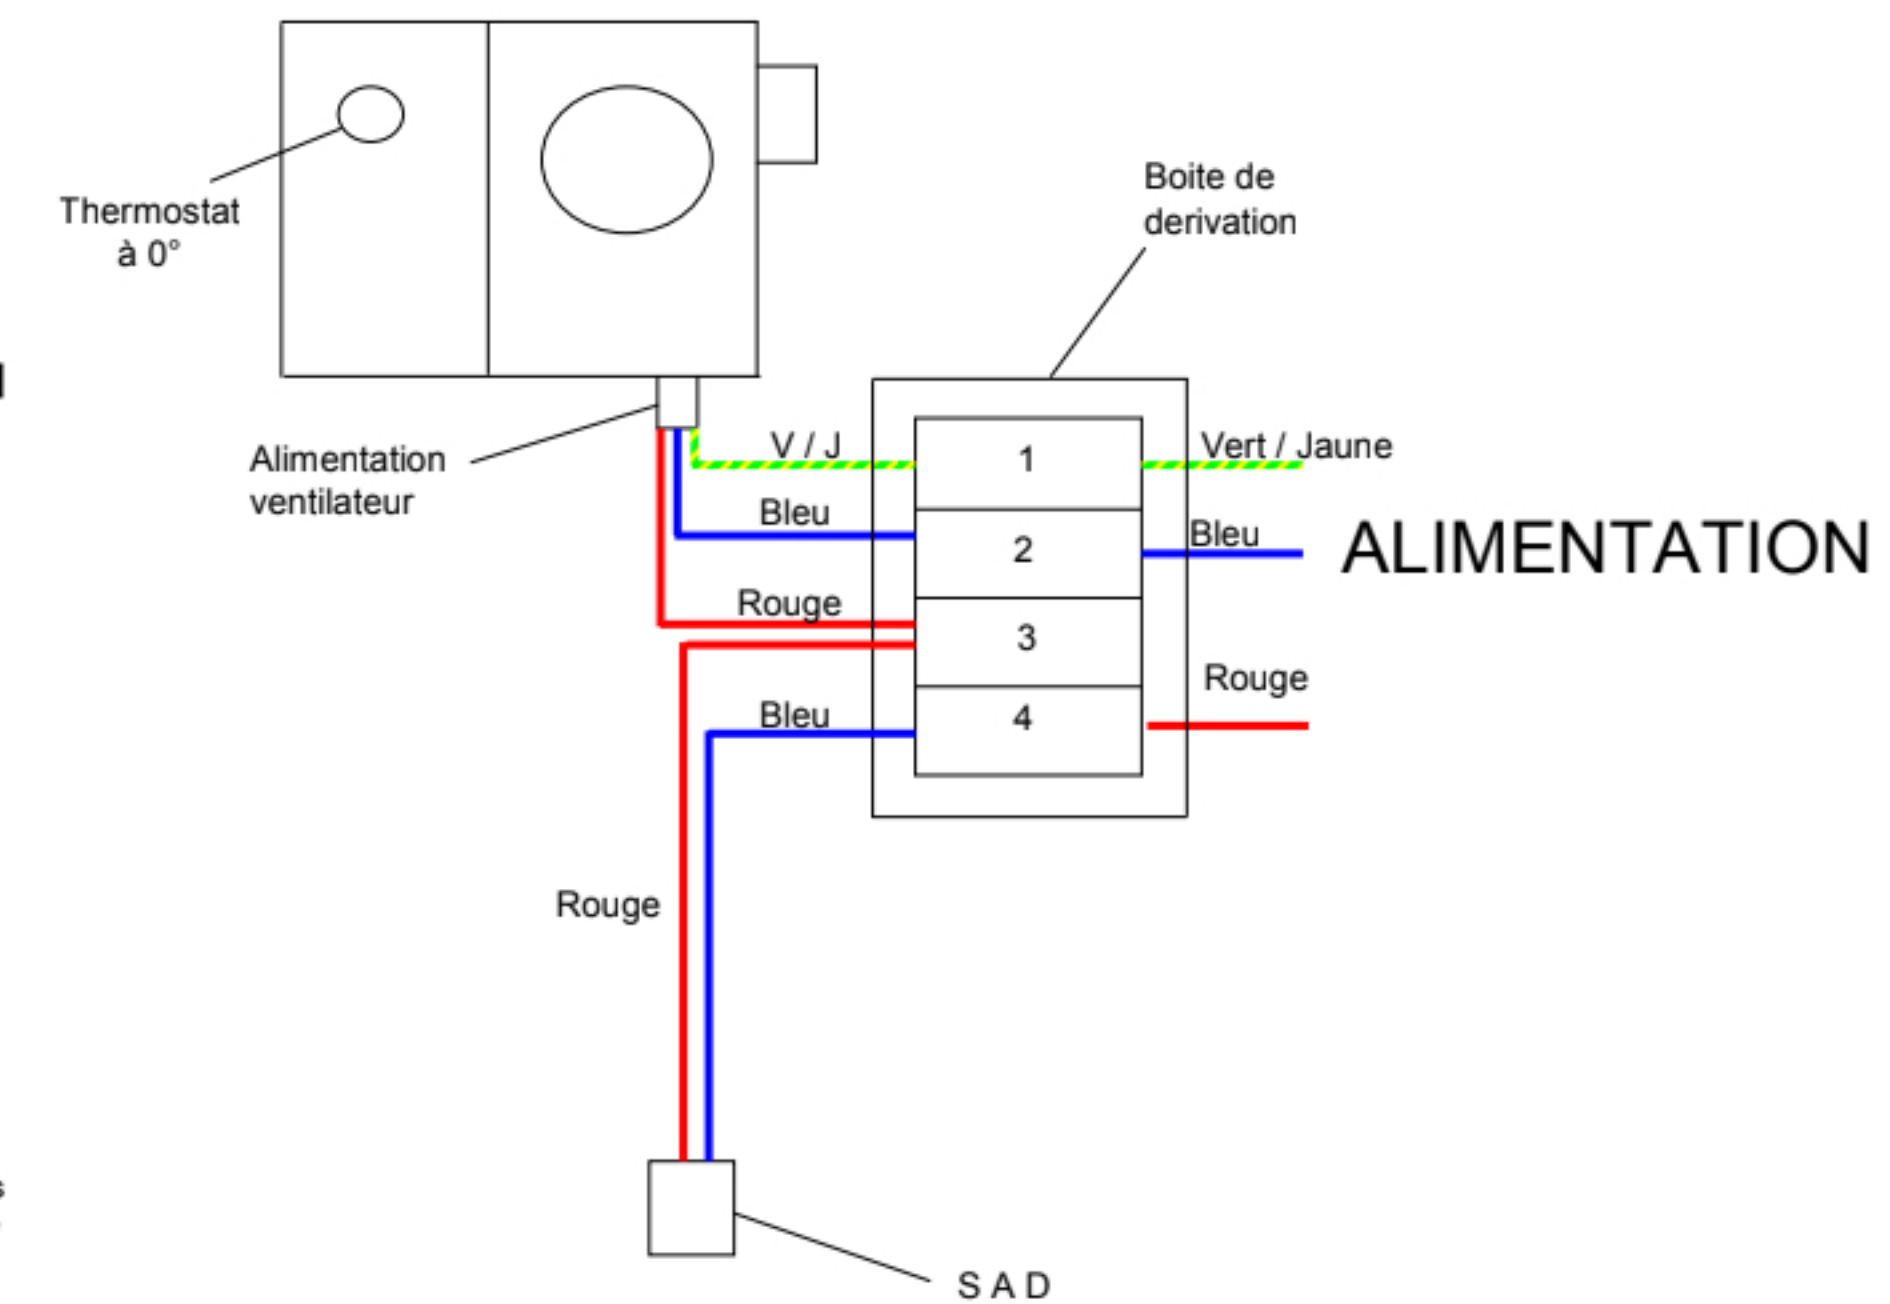 Boite de
derivation
Thermostat
à 0°
Alimentation
ventilateur
V / J
1
Vert / Jaune
Bleu
2
Bleu
ALIMENTATION
Rouge
3
Rouge
Bleu
4
Rouge
S A D